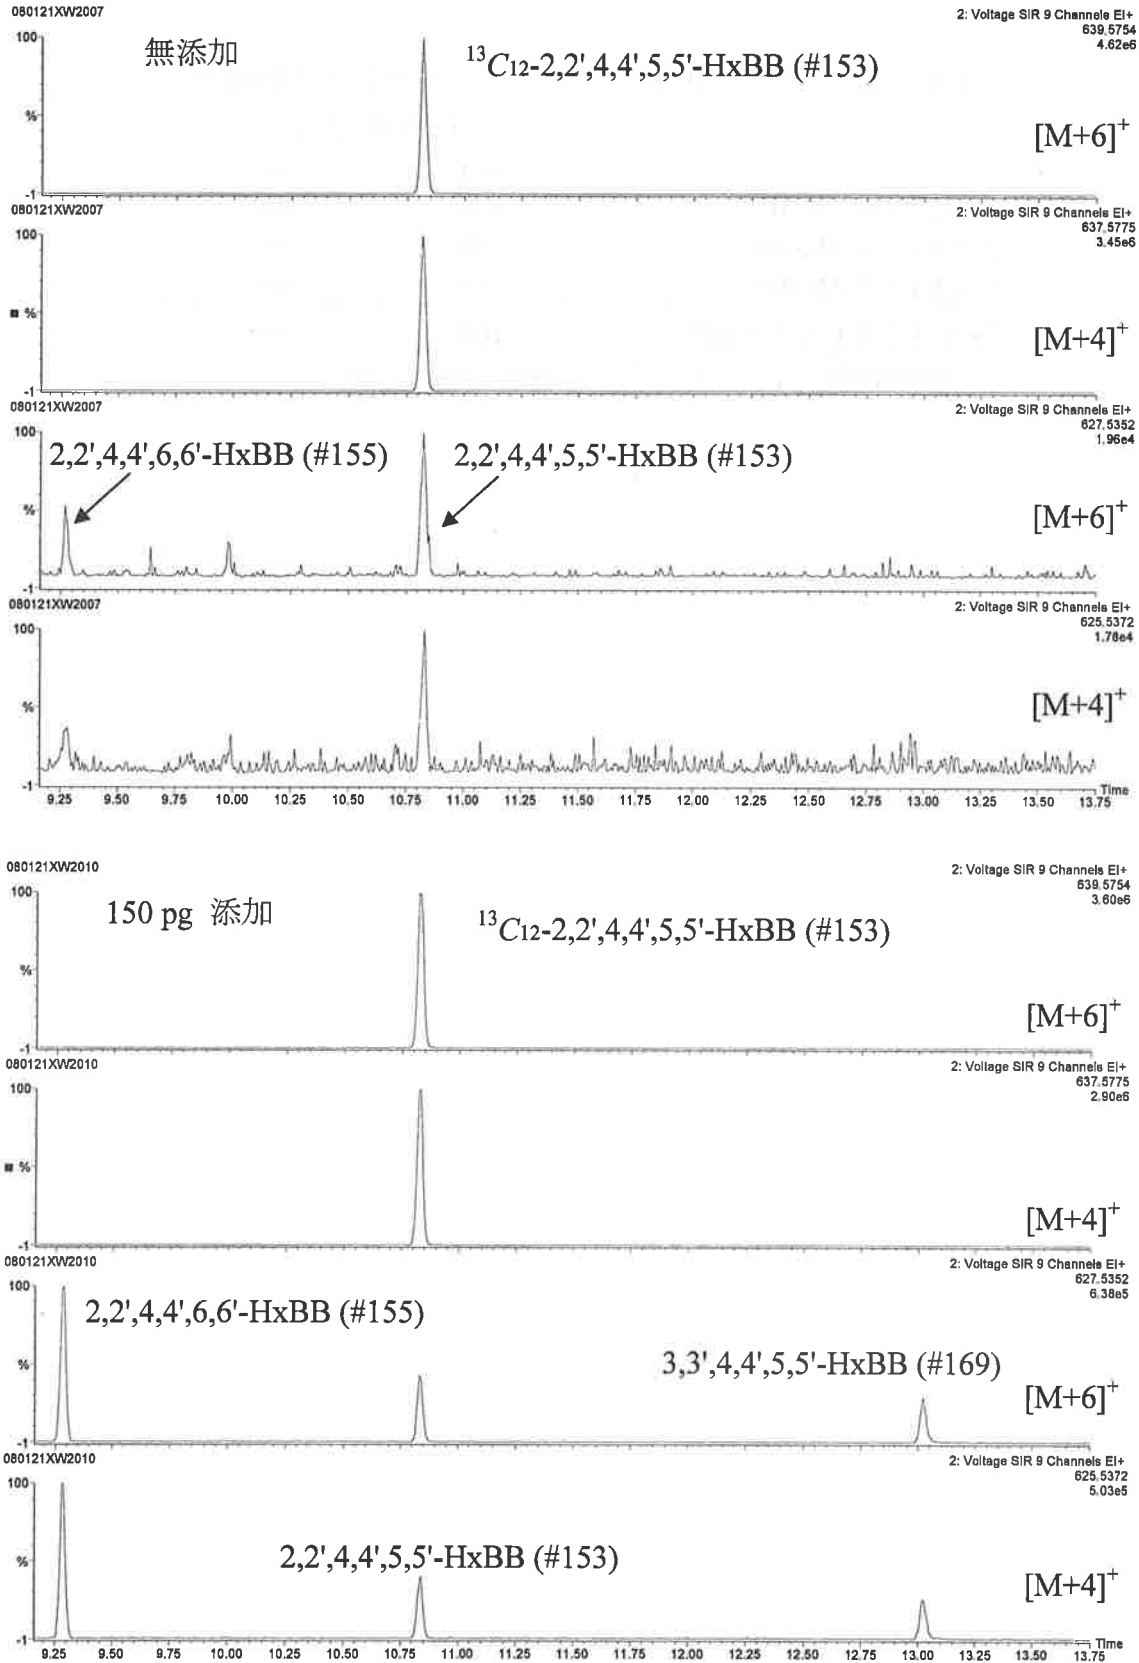 080121XW2007
2: Voltage SIR 9 Channels EI+
639.5754
4.62e6
100
無添加
¹³C₁₂-2,2',4,4',5,5'-HxBB (#153)
%
[M+6]⁺
-1
080121XW2007
2: Voltage SIR 9 Channels EI+
637.5775
3.45e6
100
%
[M+4]⁺
-1
080121XW2007
2: Voltage SIR 9 Channels EI+
627.5352
1.96e4
100
2,2',4,4',6,6'-HxBB (#155)
2,2',4,4',5,5'-HxBB (#153)
%
[M+6]⁺
-1
080121XW2007
2: Voltage SIR 9 Channels EI+
625.5372
1.78e4
100
%
[M+4]⁺
-1
Time
9.25 9.50 9.75 10.00 10.25 10.50 10.75 11.00 11.25 11.50 11.75 12.00 12.25 12.50 12.75 13.00 13.25 13.50 13.75
080121XW2010
2: Voltage SIR 9 Channels EI+
639.5754
3.60e6
100
150 pg 添加
¹³C₁₂-2,2',4,4',5,5'-HxBB (#153)
%
[M+6]⁺
-1
080121XW2010
2: Voltage SIR 9 Channels EI+
637.5775
2.90e6
100
%
[M+4]⁺
-1
080121XW2010
2: Voltage SIR 9 Channels EI+
627.5352
6.38e5
100
2,2',4,4',6,6'-HxBB (#155)
%
3,3',4,4',5,5'-HxBB (#169)
[M+6]⁺
-1
080121XW2010
2: Voltage SIR 9 Channels EI+
625.5372
5.03e5
100
2,2',4,4',5,5'-HxBB (#153)
%
[M+4]⁺
-1
Time
9.25 9.50 9.75 10.00 10.25 10.50 10.75 11.00 11.25 11.50 11.75 12.00 12.25 12.50 12.75 13.00 13.25 13.50 13.75